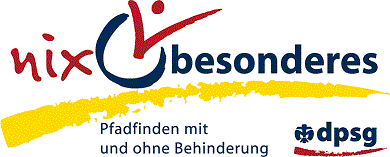 nix besonderes
Pfadfinden mit
und ohne Behinderung
dpsg